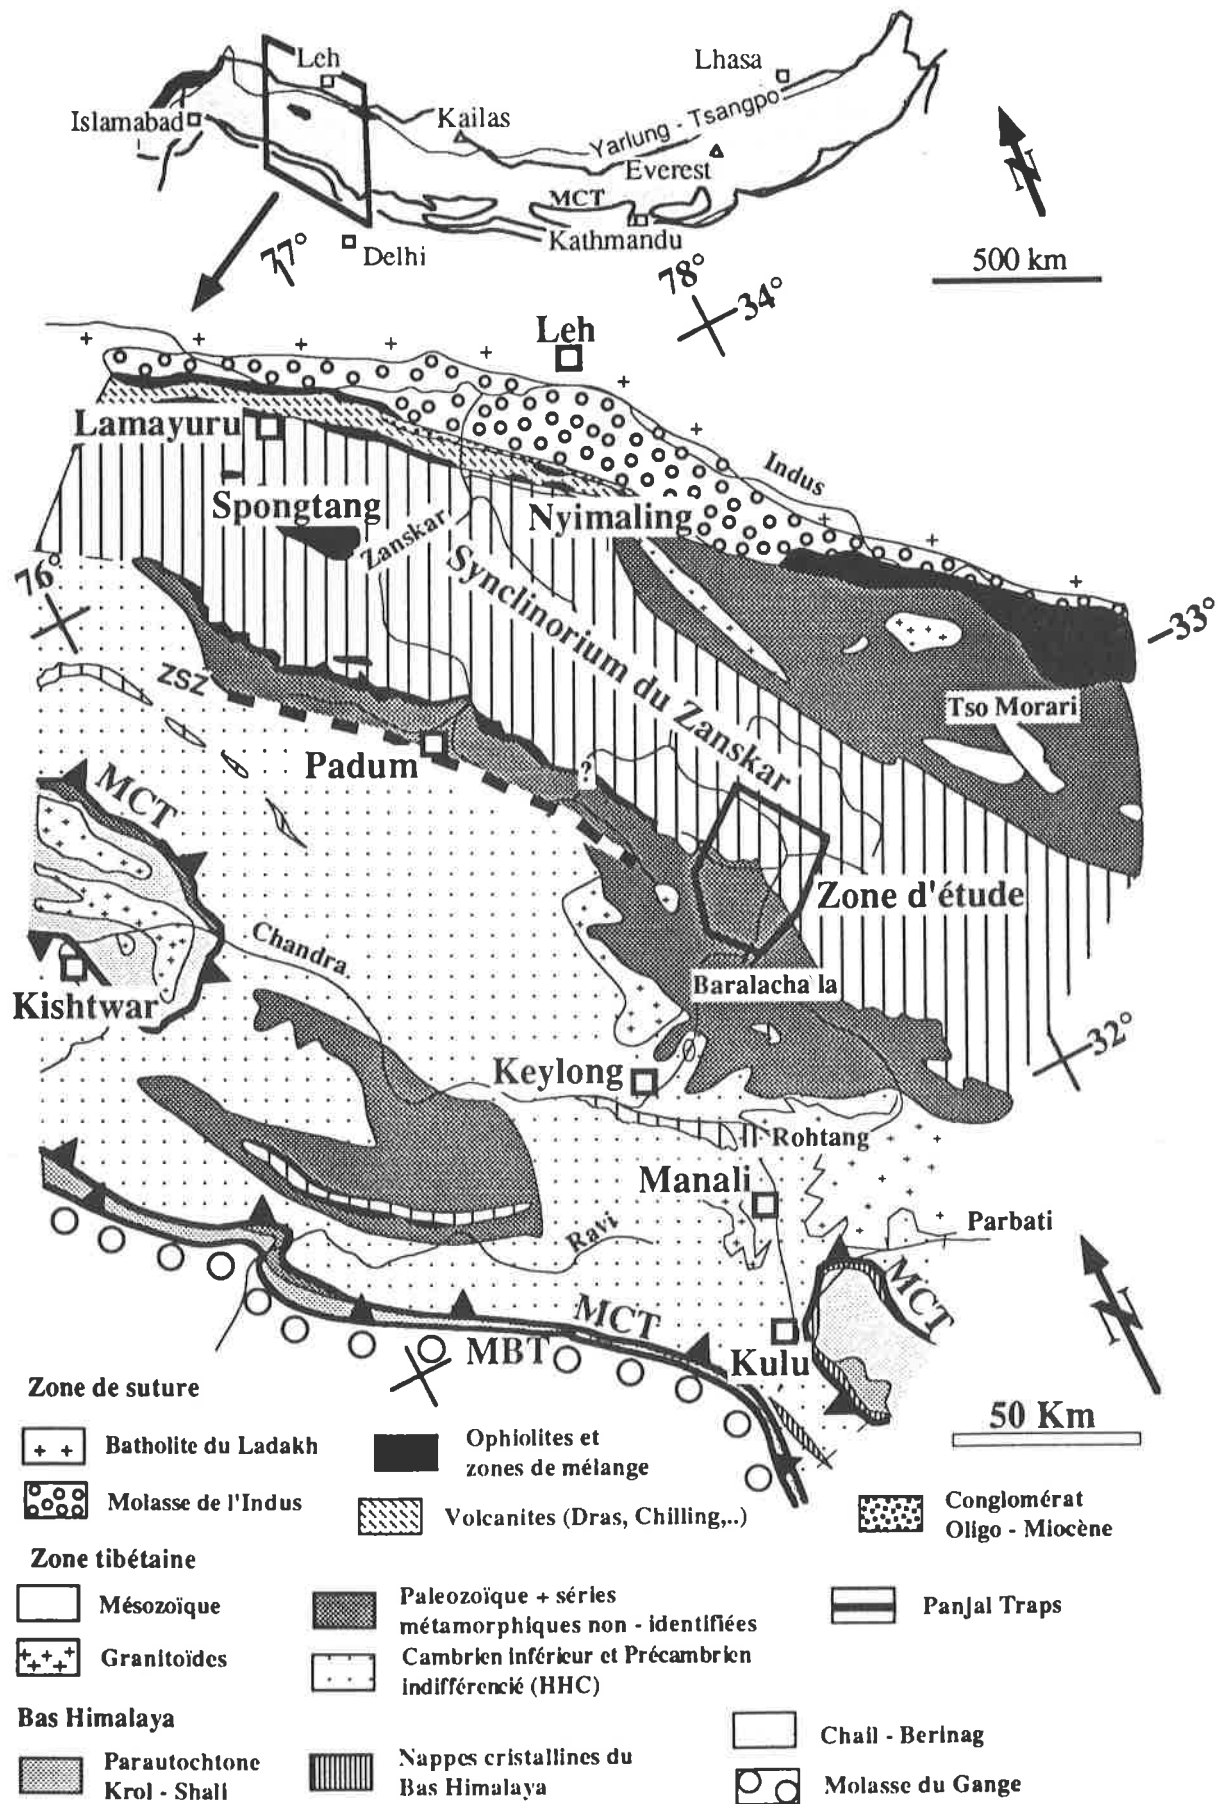 Leh
Lhasa
Islamabad
Kailas
Yarlung - Tsangpo
Everest
N
MCT
Kathmandu
Delhi
500 km
77°
78°
34°
Leh
Lamayuru
Indus
Spongtang
Zanskar
Nyimaling
Synclinorium du Zanskar
76°
33°
ZSZ
Tso Morari
Padum
?
MCT
Zone d'étude
Chandra
Baralacha la
Kishtwar
32°
Keylong
Rohtang
Manali
Parbati
Ravi
MCT
N
MCT
MBT
Kulu
50 Km
Zone de suture
Batholite du Ladakh
Ophiolites et
zones de mélange
Molasse de l'Indus
Volcanites (Dras, Chilling,..)
Conglomérat
Oligo - Miocène
Zone tibétaine
Mésozoïque
Paleozoïque + séries
métamorphiques non - identifiées
Panjal Traps
Granitoïdes
Cambrien inférieur et Précambrien
indifférencié (HHC)
Bas Himalaya
Chail - Berinag
Parautochtone
Krol - Shali
Nappes cristallines du
Bas Himalaya
Molasse du Gange